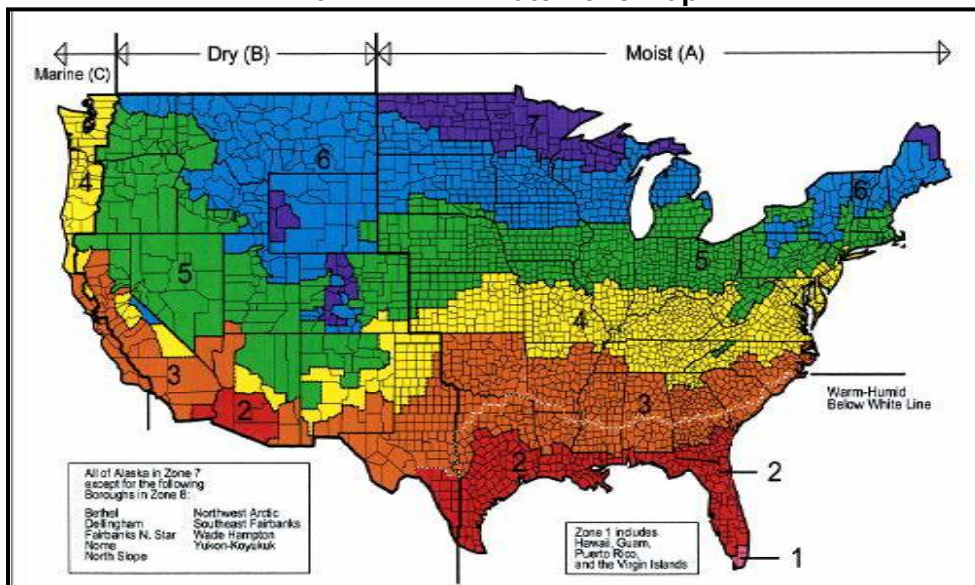 Dry (B)
Moist (A)
Marine (C)
7
6
6
4
5
5
4
3
3
2
2
Warm-Humid
Below White Line
2
1
All of Alaska in Zone 7
except for the following
Boroughs in Zone 8:
Bethel
Dellingham
Fairbanks N. Star
Nome
North Slope
Northwest Arctic
Southeast Fairbanks
Wade Hampton
Yukon-Koyukuk
Zone 1 includes
Hawaii, Guam,
Puerto Rico,
and the Virgin Islands